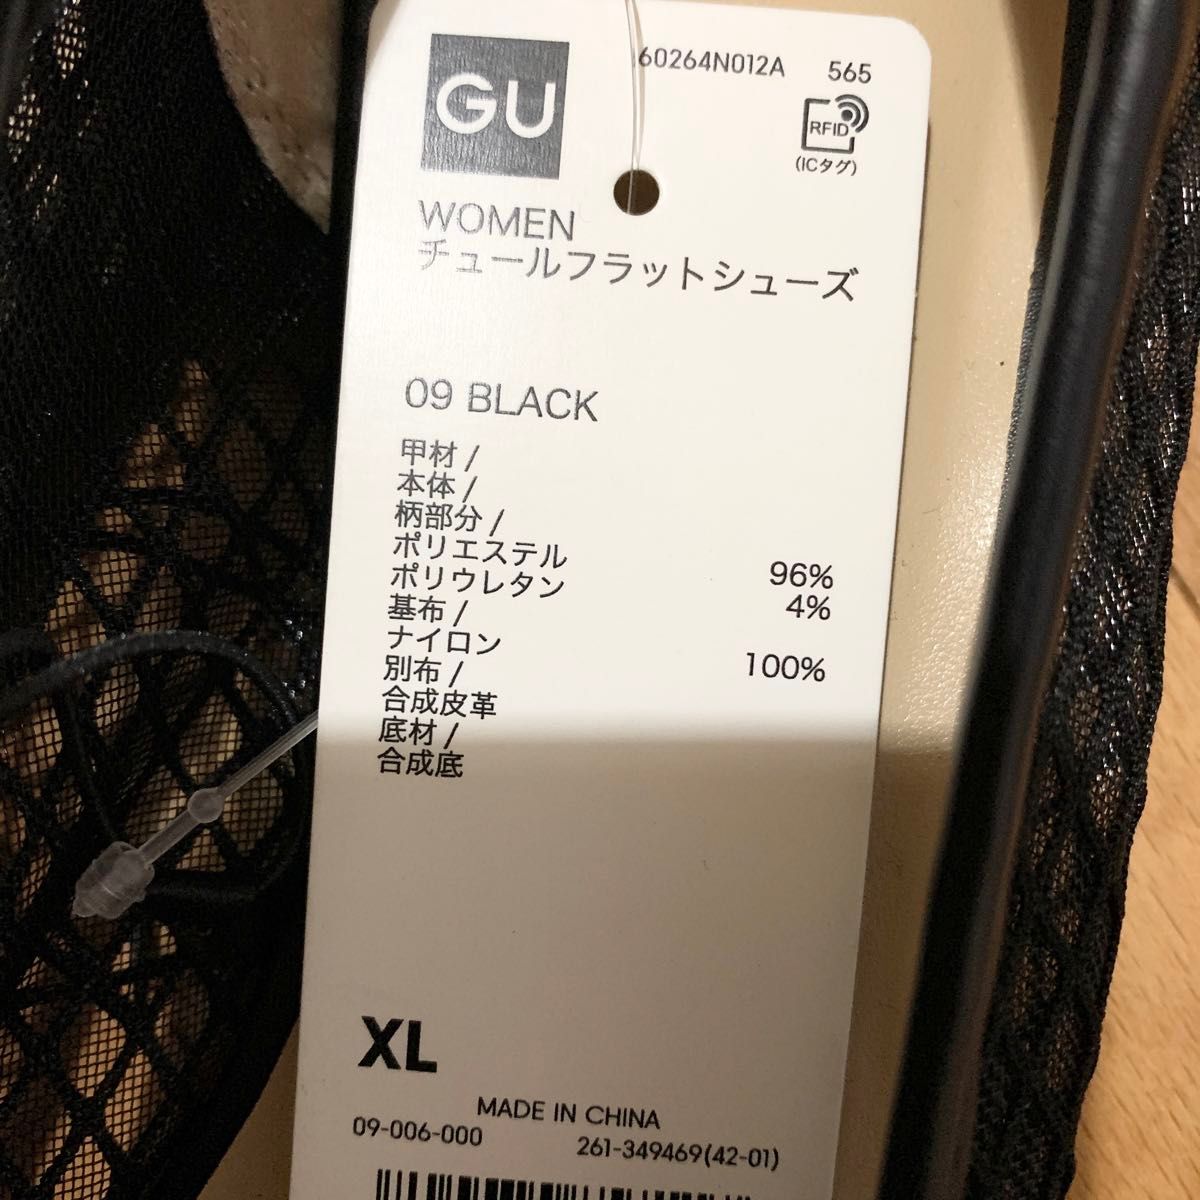 GU
60264N012A 565
RFID
(ICタグ)
WOMEN
チュールフラットシューズ
09 BLACK
甲材/
本体/
柄部分/
ポリエステル 96%
ポリウレタン 4%
基布/
ナイロン 100%
別布/
合成皮革
底材/
合成底
XL
MADE IN CHINA
09-006-000 261-349469(42-01)